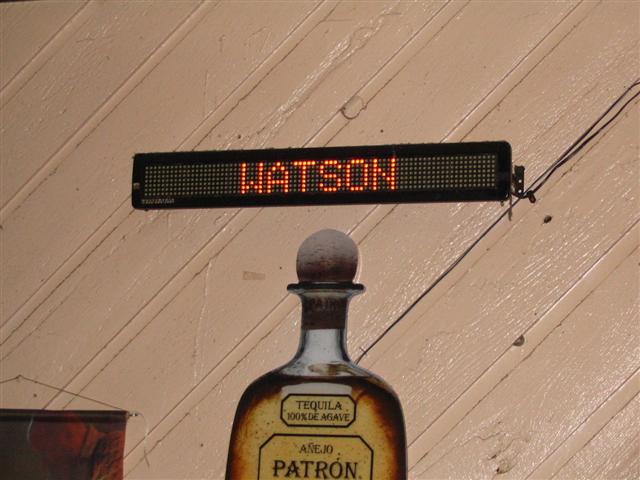 WATSON
TEQUILA
100% DE AGAVE
AÑEJO
PATRÓN